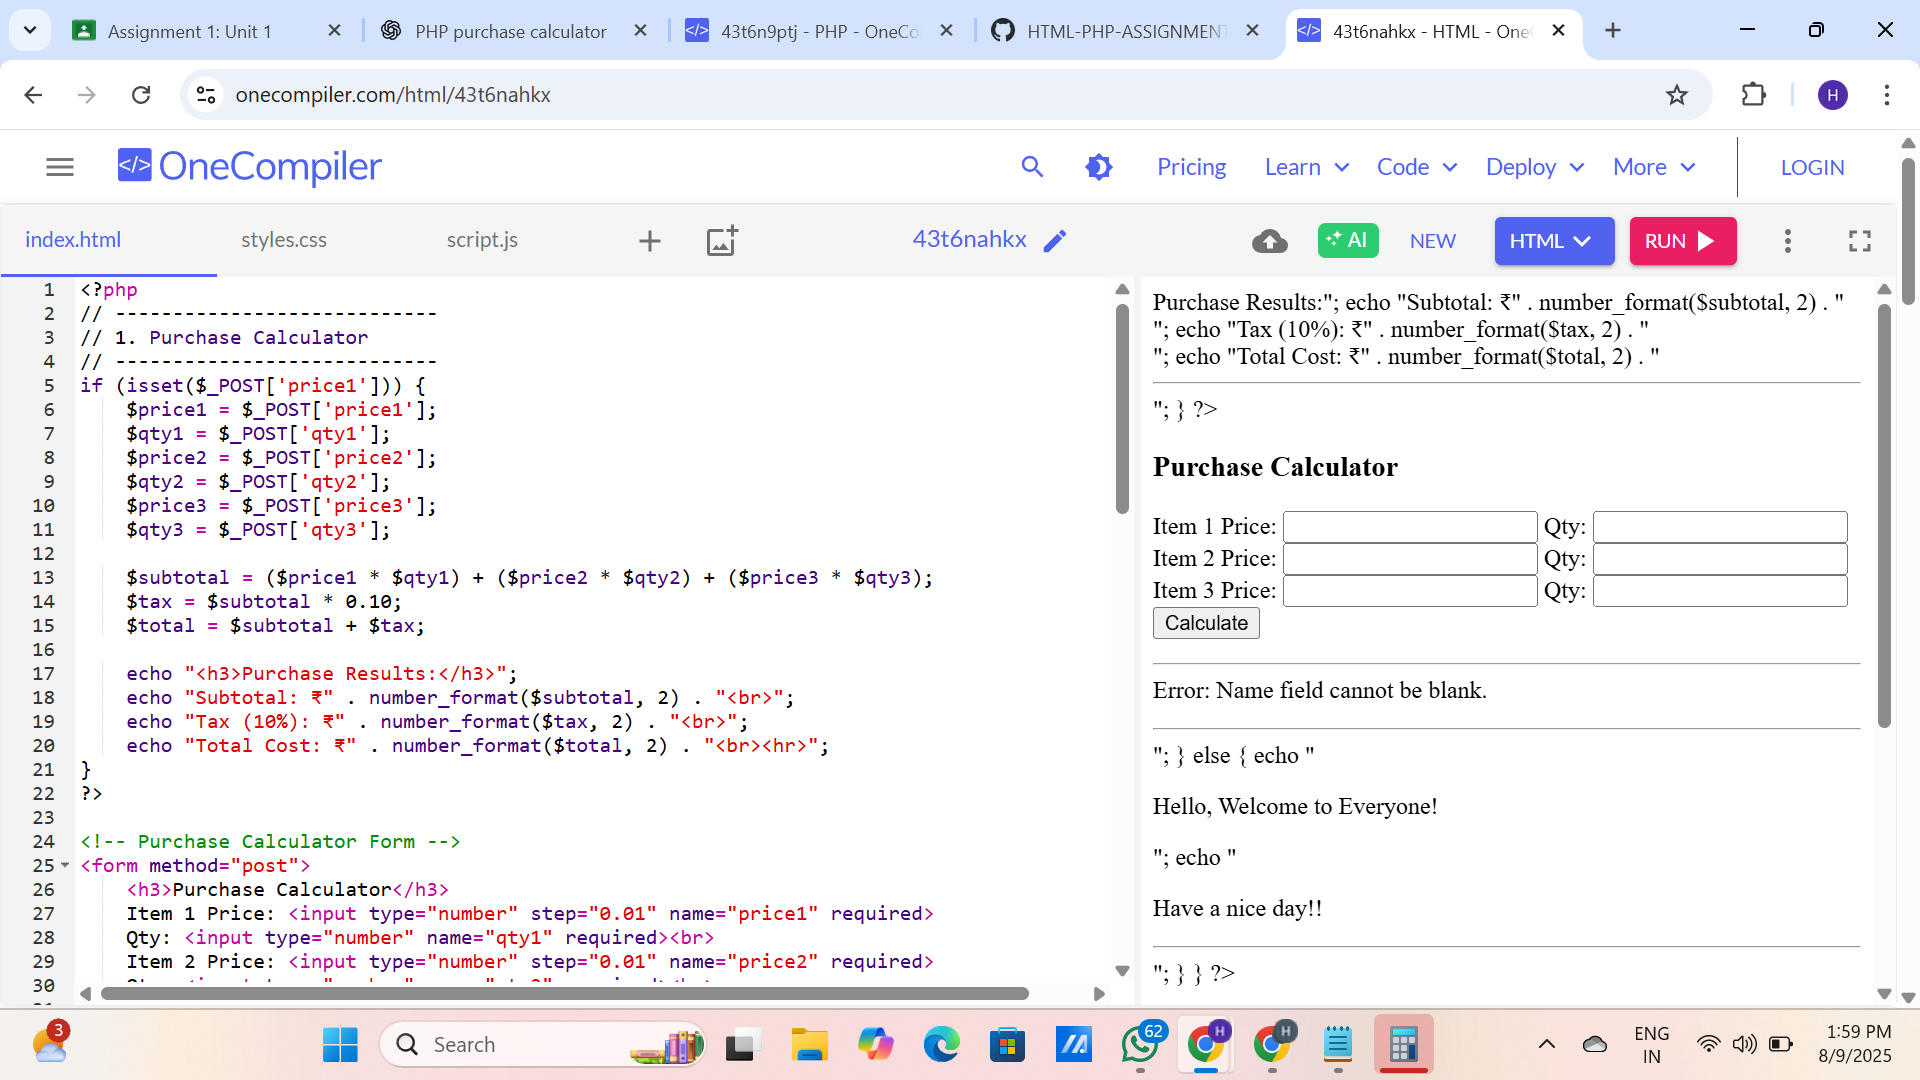 Assignment 1: Unit 1
PHP purchase calculator
43t6n9ptj - PHP - OneCo
HTML-PHP-ASSIGNMENT
43t6nahkx - HTML - One
onecompiler.com/html/43t6nahkx
H
</> OneCompiler
Pricing
Learn
Code
Deploy
More
LOGIN
index.html
styles.css
script.js
43t6nahkx
AI
NEW
HTML
RUN
1 <?php
2 // ----------------------------
3 // 1. Purchase Calculator
4 // ----------------------------
5 if (isset($_POST['price1'])) {
6 $price1 = $_POST['price1'];
7 $qty1 = $_POST['qty1'];
8 $price2 = $_POST['price2'];
9 $qty2 = $_POST['qty2'];
10 $price3 = $_POST['price3'];
11 $qty3 = $_POST['qty3'];
12
13 $subtotal = ($price1 * $qty1) + ($price2 * $qty2) + ($price3 * $qty3);
14 $tax = $subtotal * 0.10;
15 $total = $subtotal + $tax;
16
17 echo "<h3>Purchase Results:</h3>";
18 echo "Subtotal: ₹" . number_format($subtotal, 2) . "<br>";
19 echo "Tax (10%): ₹" . number_format($tax, 2) . "<br>";
20 echo "Total Cost: ₹" . number_format($total, 2) . "<br><hr>";
21 }
22 ?>
23
24 <!-- Purchase Calculator Form -->
25 <form method="post">
26 <h3>Purchase Calculator</h3>
27 Item 1 Price: <input type="number" step="0.01" name="price1" required>
28 Qty: <input type="number" name="qty1" required><br>
29 Item 2 Price: <input type="number" step="0.01" name="price2" required>
30
Purchase Results:"; echo "Subtotal: ₹" . number_format($subtotal, 2) . "
"; echo "Tax (10%): ₹" . number_format($tax, 2) . "
"; echo "Total Cost: ₹" . number_format($total, 2) . "
"; } ?>
Purchase Calculator
Item 1 Price: Qty:
Item 2 Price: Qty:
Item 3 Price: Qty:
Calculate
Error: Name field cannot be blank.
"; } else { echo "
Hello, Welcome to Everyone!
"; echo "
Have a nice day!!
"; } } ?>
3
Search
62
H
H
ENG
IN
1:59 PM
8/9/2025